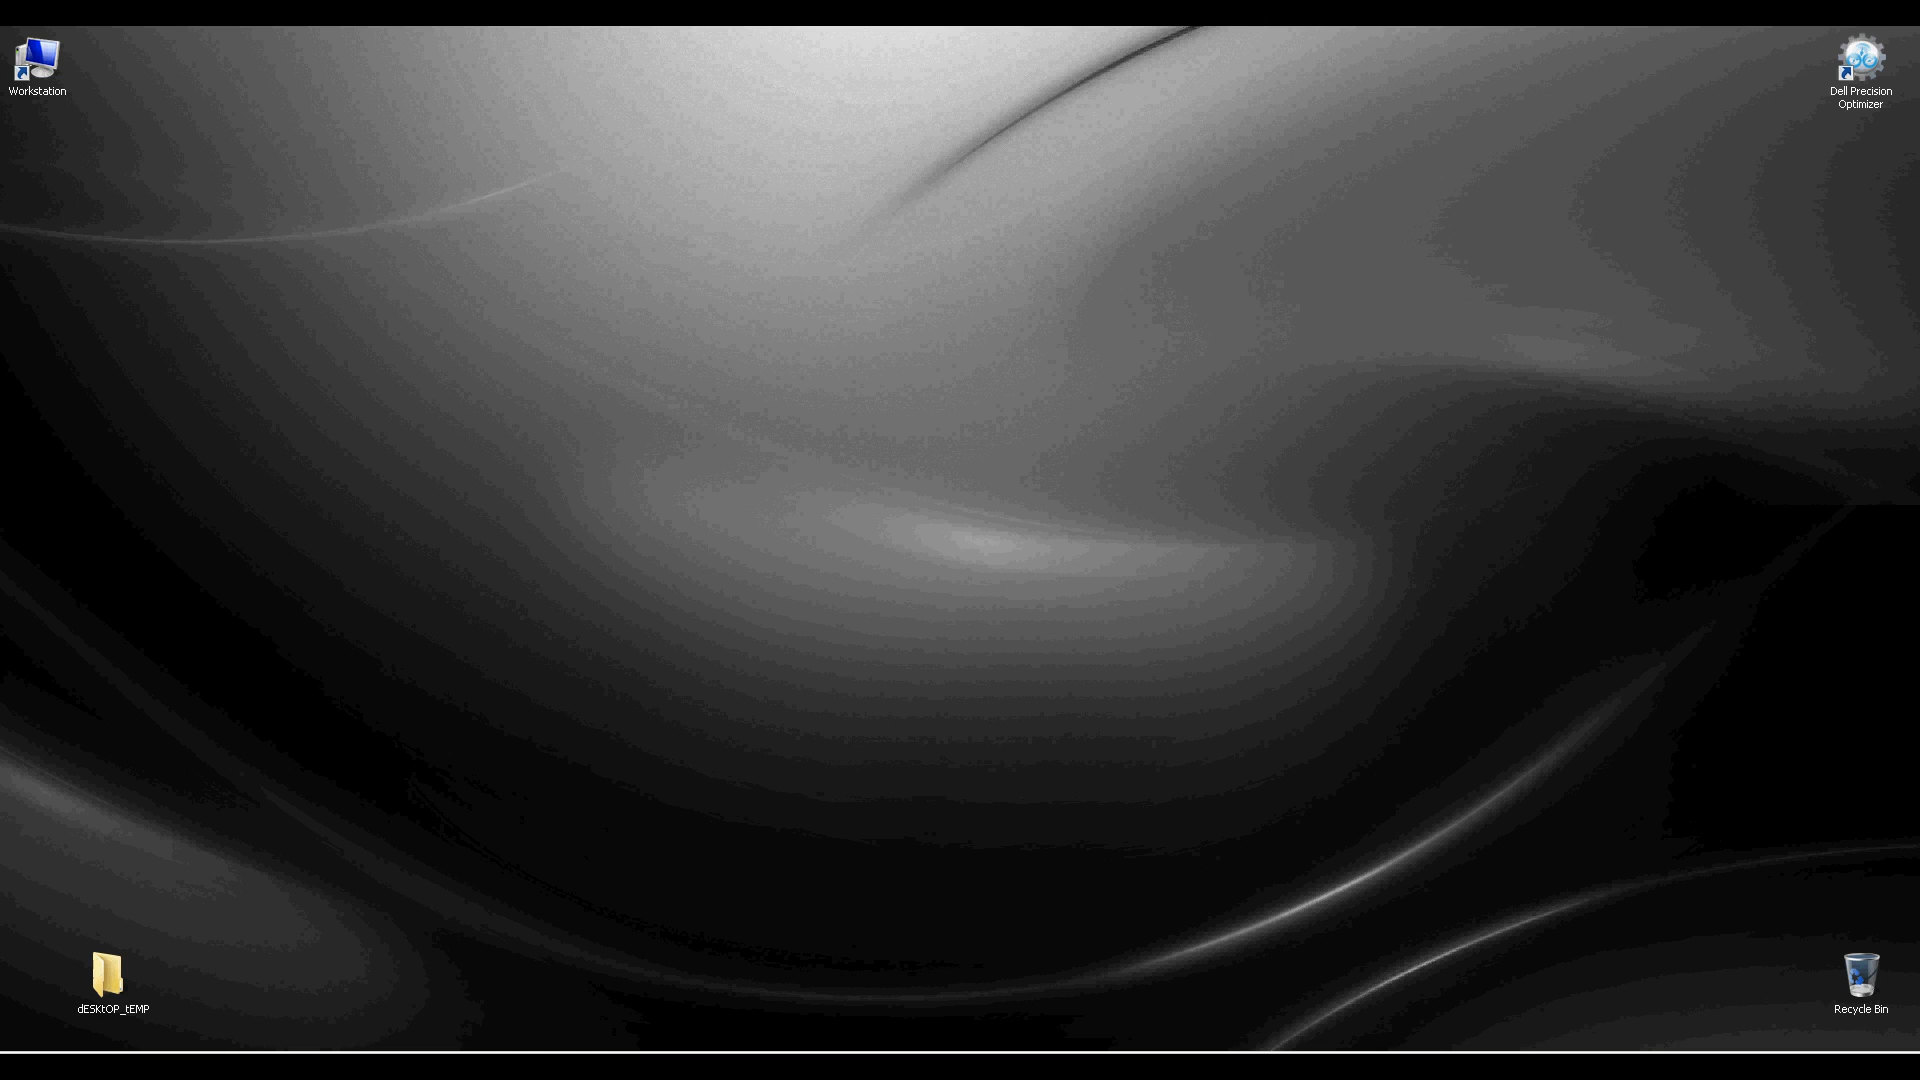 Workstation
Dell Precision
Optimizer
dESKtOP_tEMP
Recycle Bin